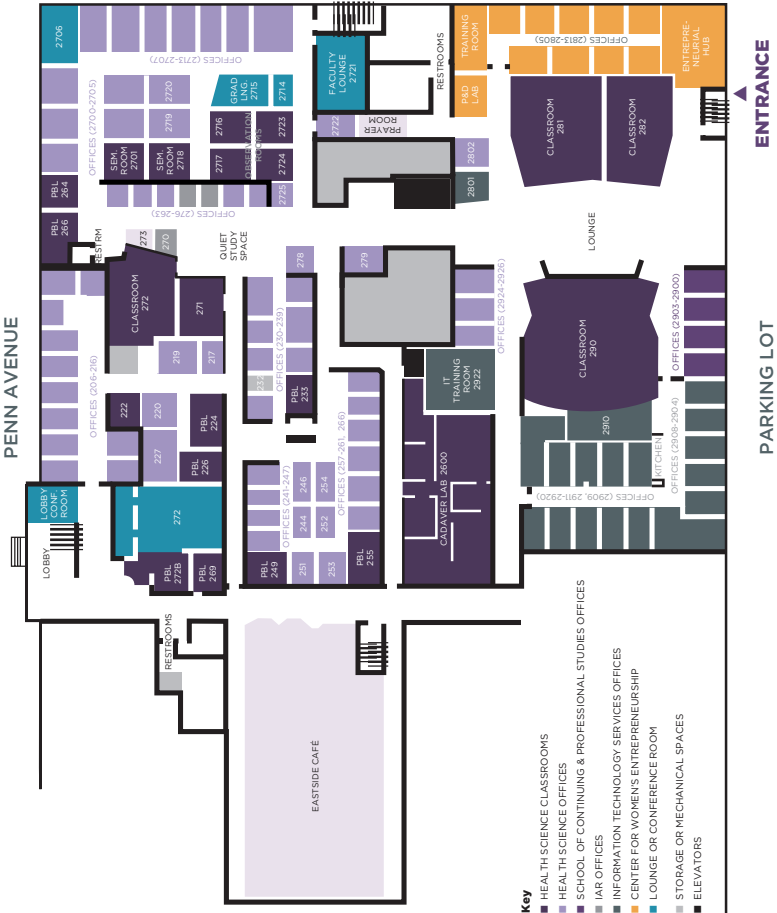 PENN AVENUE
2706
OFFICES (2713-2707)
OFFICES (2700-2705)
2720
2719
SEM.
ROOM
2701
SEM.
ROOM
2718
GRAD
LNG.
2715
2714
2716
2717
OBSERVATION
ROOMS
2723
2724
2725
OFFICES (276-263)
PBL
264
PBL
266
RESTRM
273
270
QUIET
STUDY
SPACE
FACULTY
LOUNGE
2721
RESTROOMS
2722
PRAYER
ROOM
TRAINING
ROOM
P&D
LAB
OFFICES (2813-2805)
ENTREPRE-
NEURIAL
HUB
ENTRANCE
CLASSROOM
281
CLASSROOM
282
2802
2801
LOUNGE
CLASSROOM
272
271
219
217
OFFICES (206-216)
222
220
PBL
224
227
PBL
226
278
279
OFFICES (230-239)
232
PBL
233
OFFICES (2924-2926)
IT
TRAINING
ROOM
2922
CLASSROOM
290
OFFICES (2903-2900)
2910
KITCHEN
OFFICES (2908-2904)
OFFICES (2909, 2911-2920)
PARKING LOT
OFFICES (257-261, 266)
OFFICES (241-247)
246
254
244
252
251
253
PBL
249
PBL
255
CADAVER LAB 2600
LOBBY
CONF.
ROOM
LOBBY
272
PBL
272B
PBL
269
RESTROOMS
EASTSIDE CAFÉ
Key
HEALTH SCIENCE CLASSROOMS
HEALTH SCIENCE OFFICES
SCHOOL OF CONTINUING & PROFESSIONAL STUDIES OFFICES
IAR OFFICES
INFORMATION TECHNOLOGY SERVICES OFFICES
CENTER FOR WOMEN'S ENTREPRENEURSHIP
LOUNGE OR CONFERENCE ROOM
STORAGE OR MECHANICAL SPACES
ELEVATORS